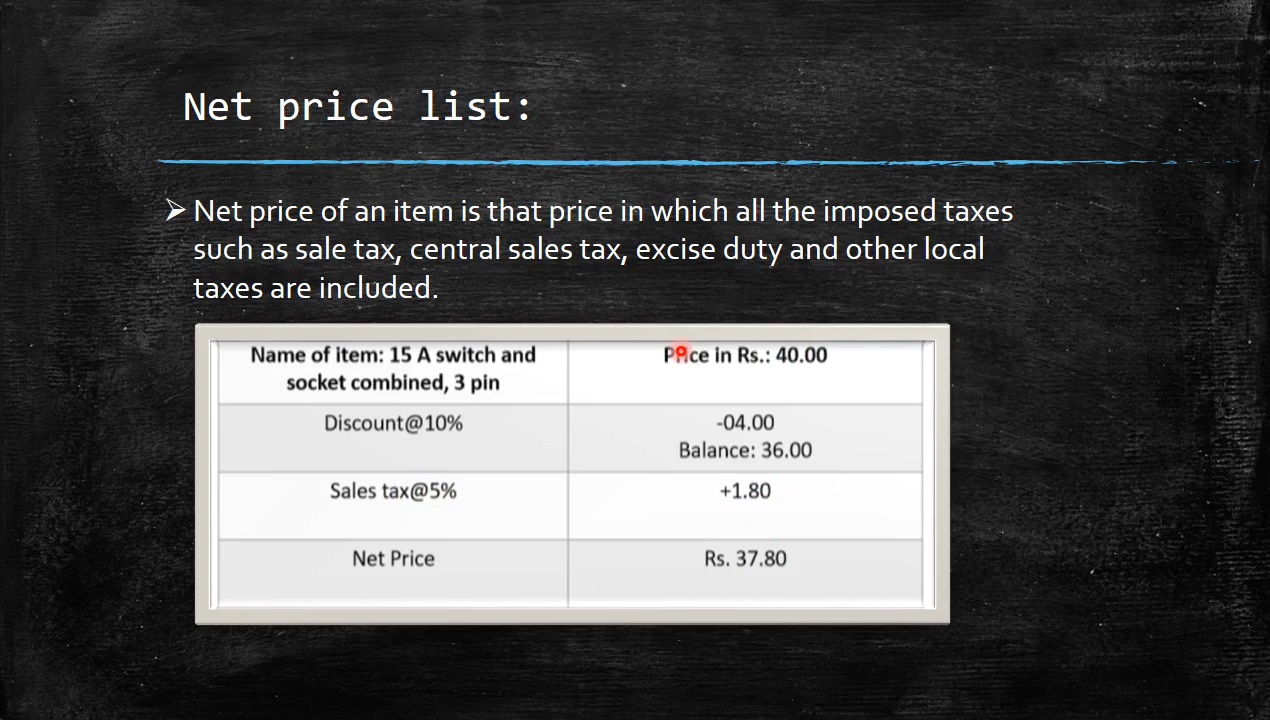 Net price list:
Net price of an item is that price in which all the imposed taxes
such as sale tax, central sales tax, excise duty and other local
taxes are included.
Name of item: 15 A switch and
socket combined, 3 pin
Price in Rs.: 40.00
Discount@10%
-04.00
Balance: 36.00
Sales tax@5%
+1.80
Net Price
Rs. 37.80